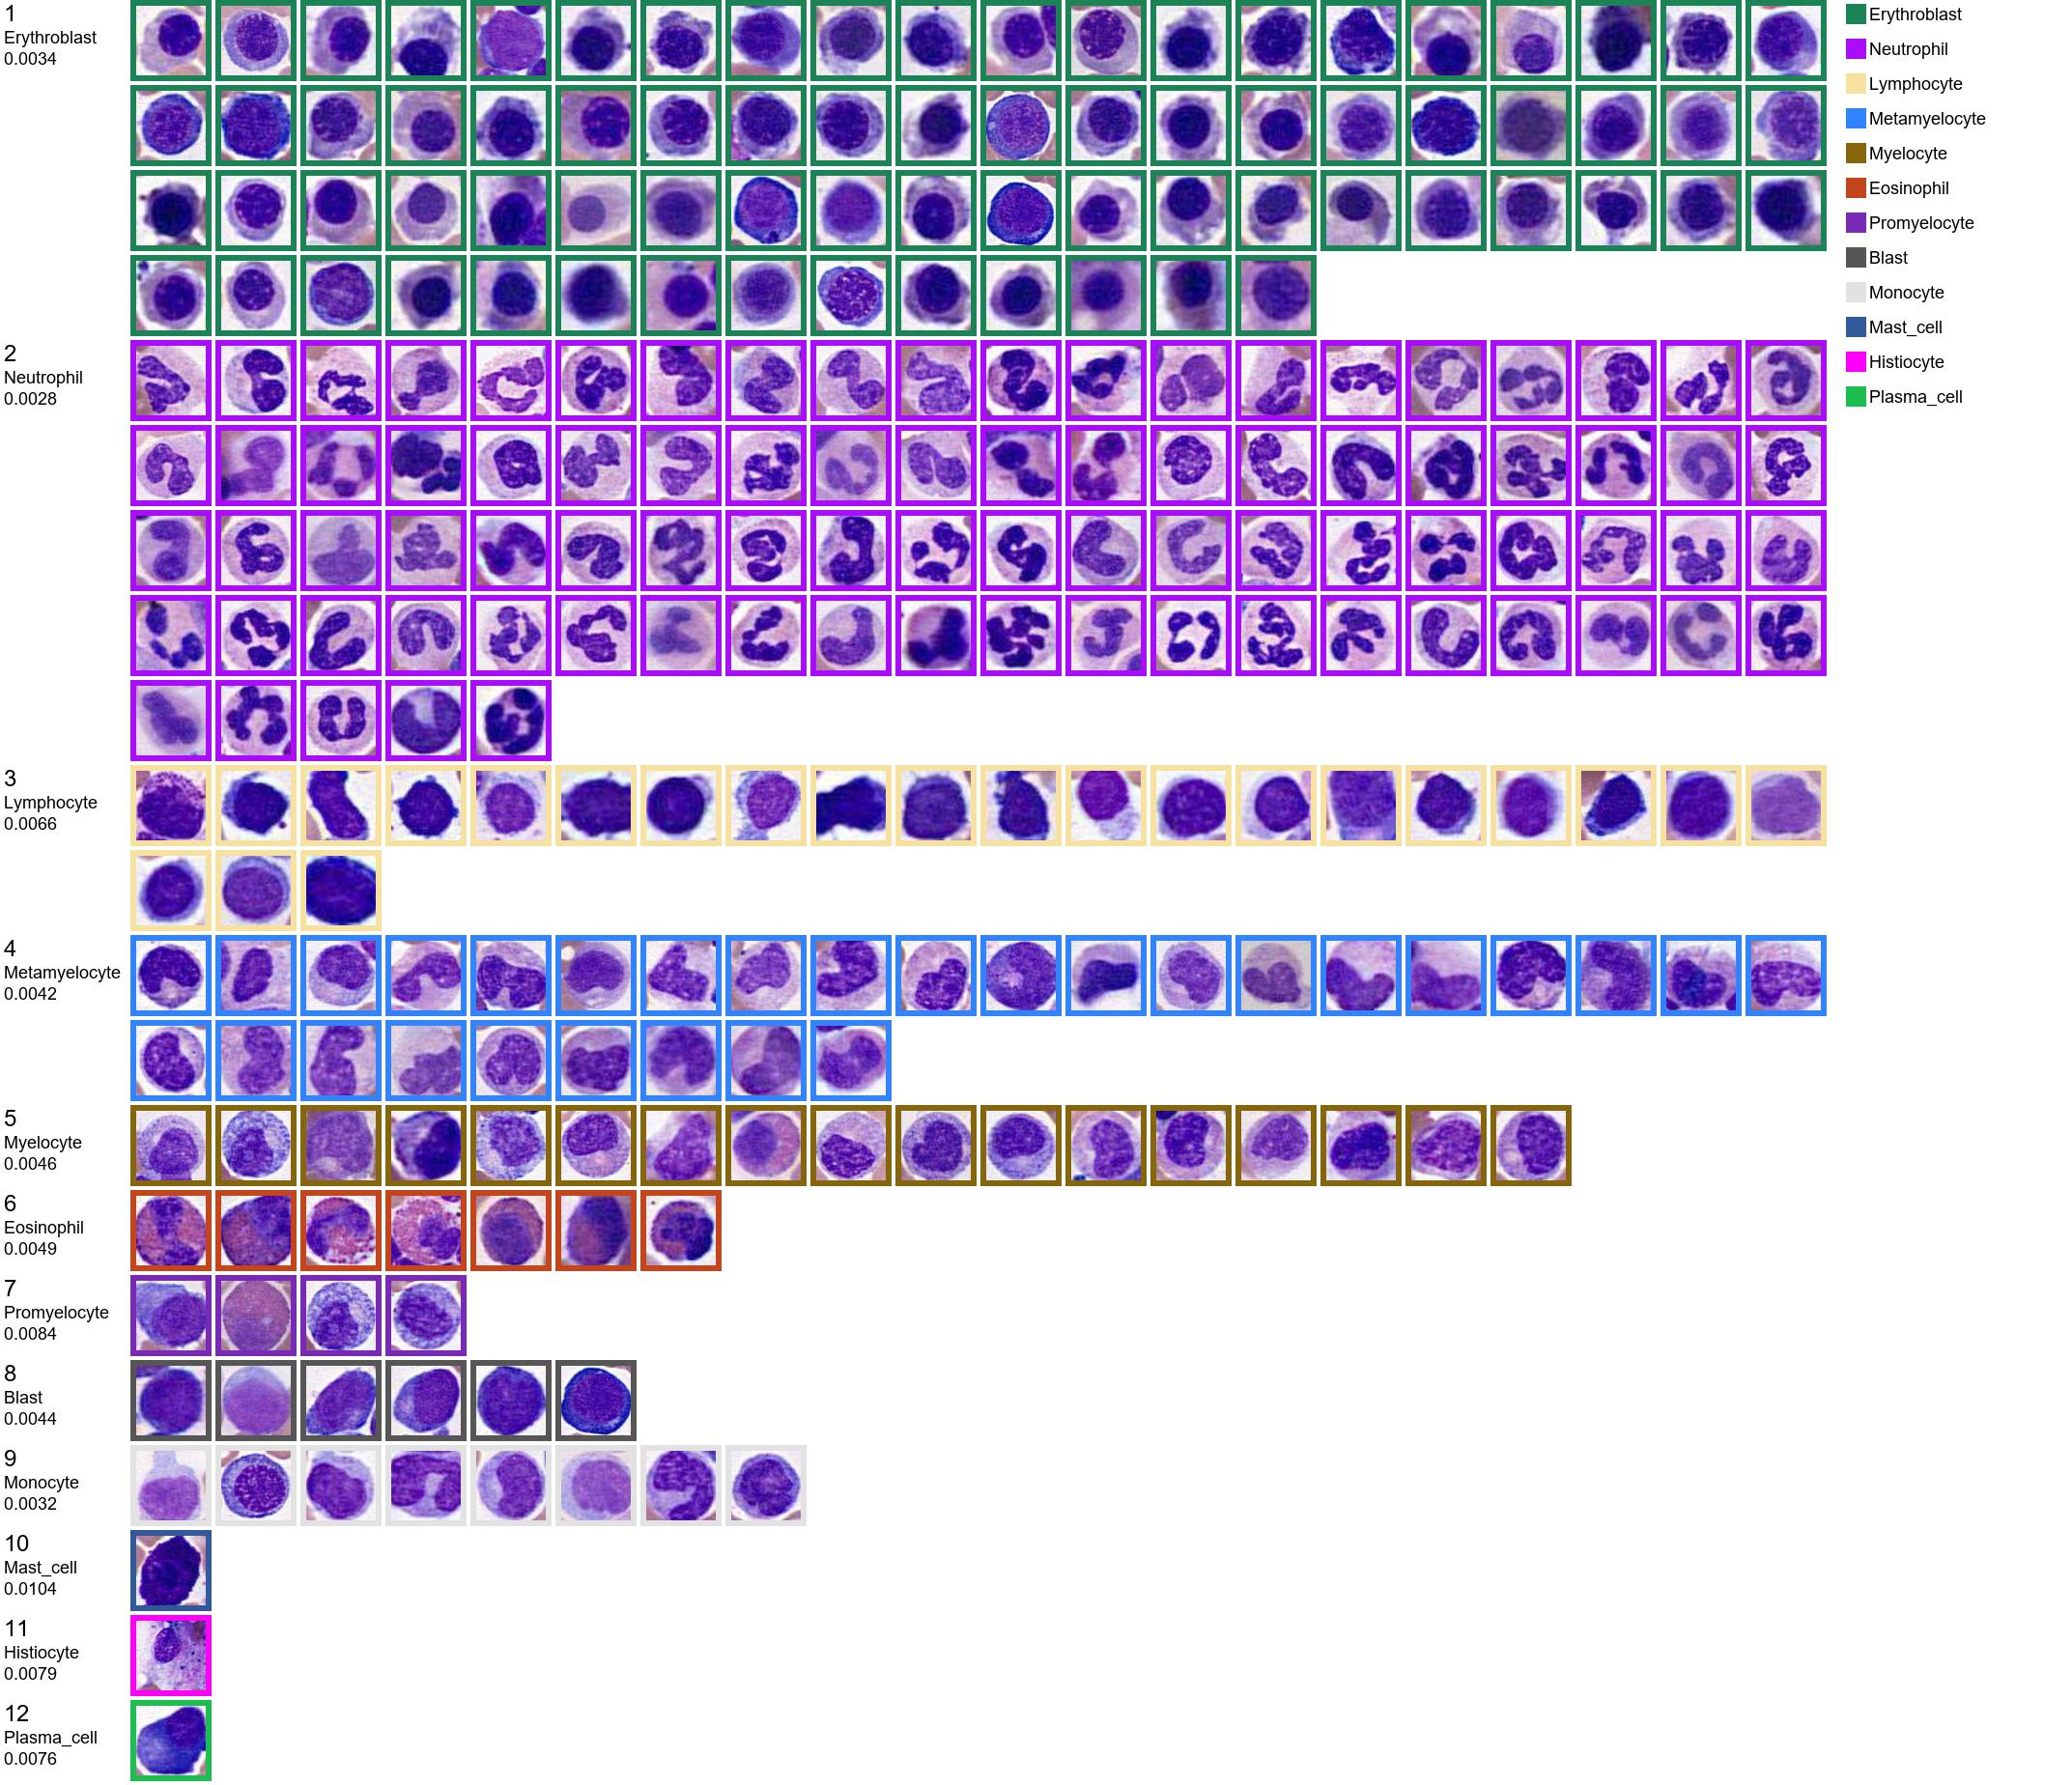 1
Erythroblast
0.0034
2
Neutrophil
0.0028
3
Lymphocyte
0.0066
4
Metamyelocyte
0.0042
5
Myelocyte
0.0046
6
Eosinophil
0.0049
7
Promyelocyte
0.0084
8
Blast
0.0044
9
Monocyte
0.0032
10
Mast_cell
0.0104
11
Histiocyte
0.0079
12
Plasma_cell
0.0076
Erythroblast
Neutrophil
Lymphocyte
Metamyelocyte
Myelocyte
Eosinophil
Promyelocyte
Blast
Monocyte
Mast_cell
Histiocyte
Plasma_cell